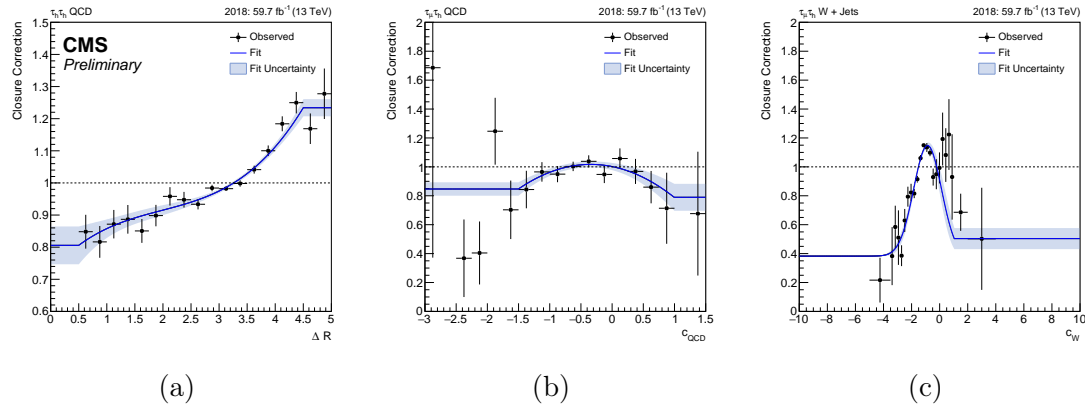 τₕτₕ QCD 2018: 59.7 fb⁻¹ (13 TeV)
CMS
Preliminary
Observed
Fit
Fit Uncertainty
Closure Correction
1.5
1.4
1.3
1.2
1.1
1
0.9
0.8
0.7
0.6
0 0.5 1 1.5 2 2.5 3 3.5 4 4.5 5
Δ R
(a)
τμτₕ QCD 2018: 59.7 fb⁻¹ (13 TeV)
Observed
Fit
Fit Uncertainty
Closure Correction
2
1.8
1.6
1.4
1.2
1
0.8
0.6
0.4
0.2
0
−3 −2.5 −2 −1.5 −1 −0.5 0 0.5 1 1.5
c_QCD
(b)
τμτₕ W + Jets 2018: 59.7 fb⁻¹ (13 TeV)
Observed
Fit
Fit Uncertainty
Closure Correction
2
1.8
1.6
1.4
1.2
1
0.8
0.6
0.4
0.2
0
−10 −8 −6 −4 −2 0 2 4 6 8 10
c_W
(c)